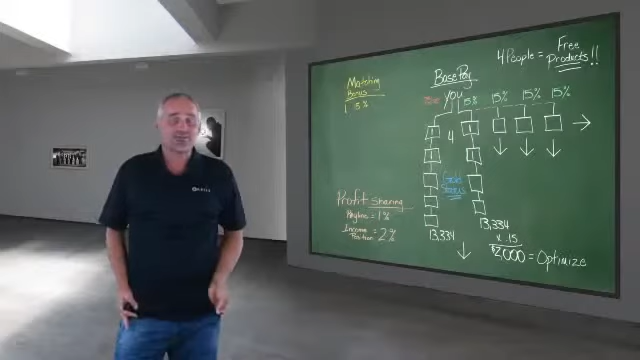 4 People = Free
Products!!
Matching
Bonus
1 15%
Base Pay
You
15% 15% 15% 15%
4
Profit Sharing
Payline = 1%
Income
Position = 2%
13,334
13,334
x .15
$2,000 = Optimize